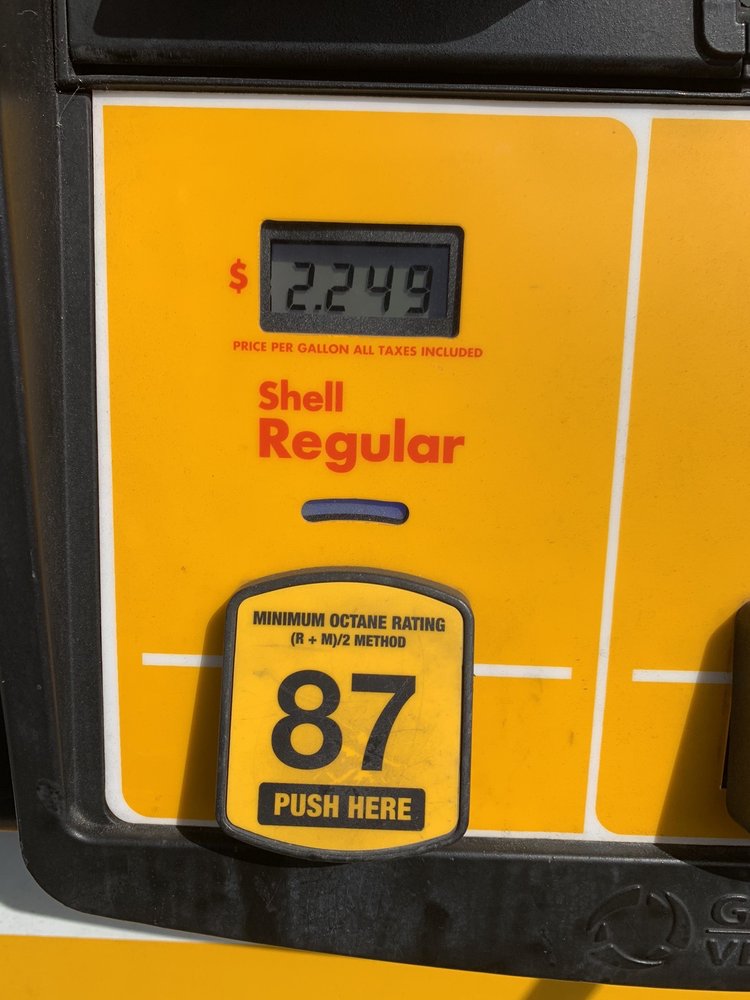 $ 2.249
PRICE PER GALLON ALL TAXES INCLUDED
Shell
Regular
MINIMUM OCTANE RATING
(R + M)/2 METHOD
87
PUSH HERE